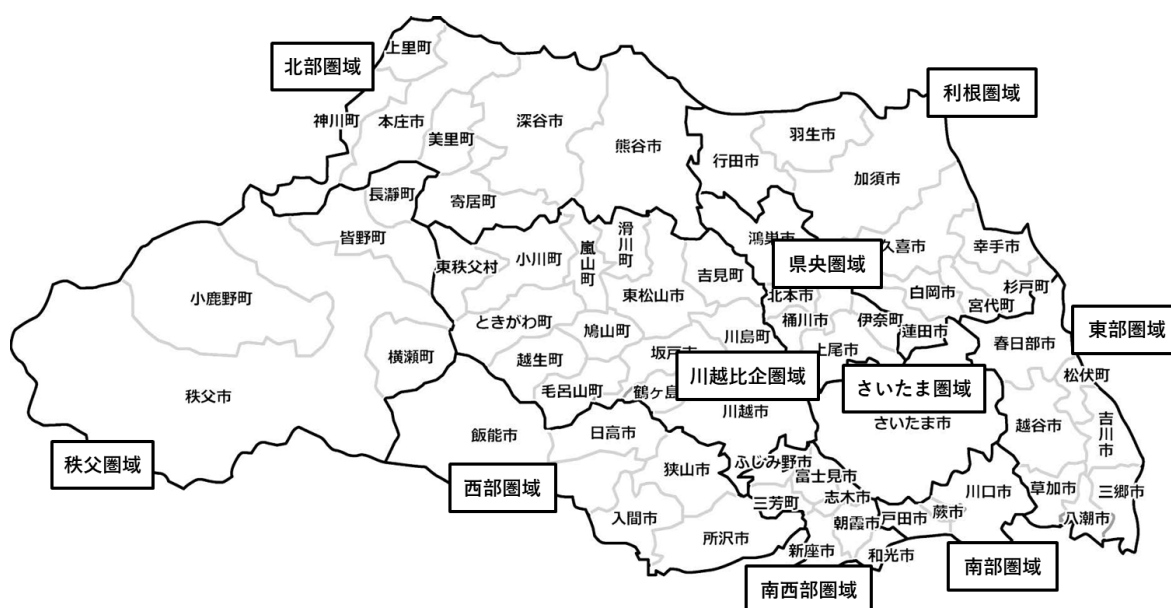 上里町
北部圏域
利根圏域
神川町
本庄市
美里町
深谷市
熊谷市
行田市
羽生市
加須市
長瀞町
寄居町
皆野町
鴻巣市
久喜市
幸手市
県央圏域
東秩父村
小川町
嵐山町
滑川町
吉見町
小鹿野町
東松山市
北本市
白岡市
杉戸町
宮代町
ときがわ町
鳩山町
川島町
桶川市
伊奈町
蓮田市
東部圏域
横瀬町
越生町
坂戸市
上尾市
春日部市
川越比企圏域
さいたま圏域
松伏町
秩父市
毛呂山町
鶴ヶ島
川越市
さいたま市
越谷市
吉川市
飯能市
日高市
秩父圏域
西部圏域
狭山市
ふじみ野市
富士見市
川口市
草加市
三郷市
入間市
三芳町
志木市
所沢市
朝霞市
戸田市
蕨市
八潮市
新座市
和光市
南部圏域
南西部圏域